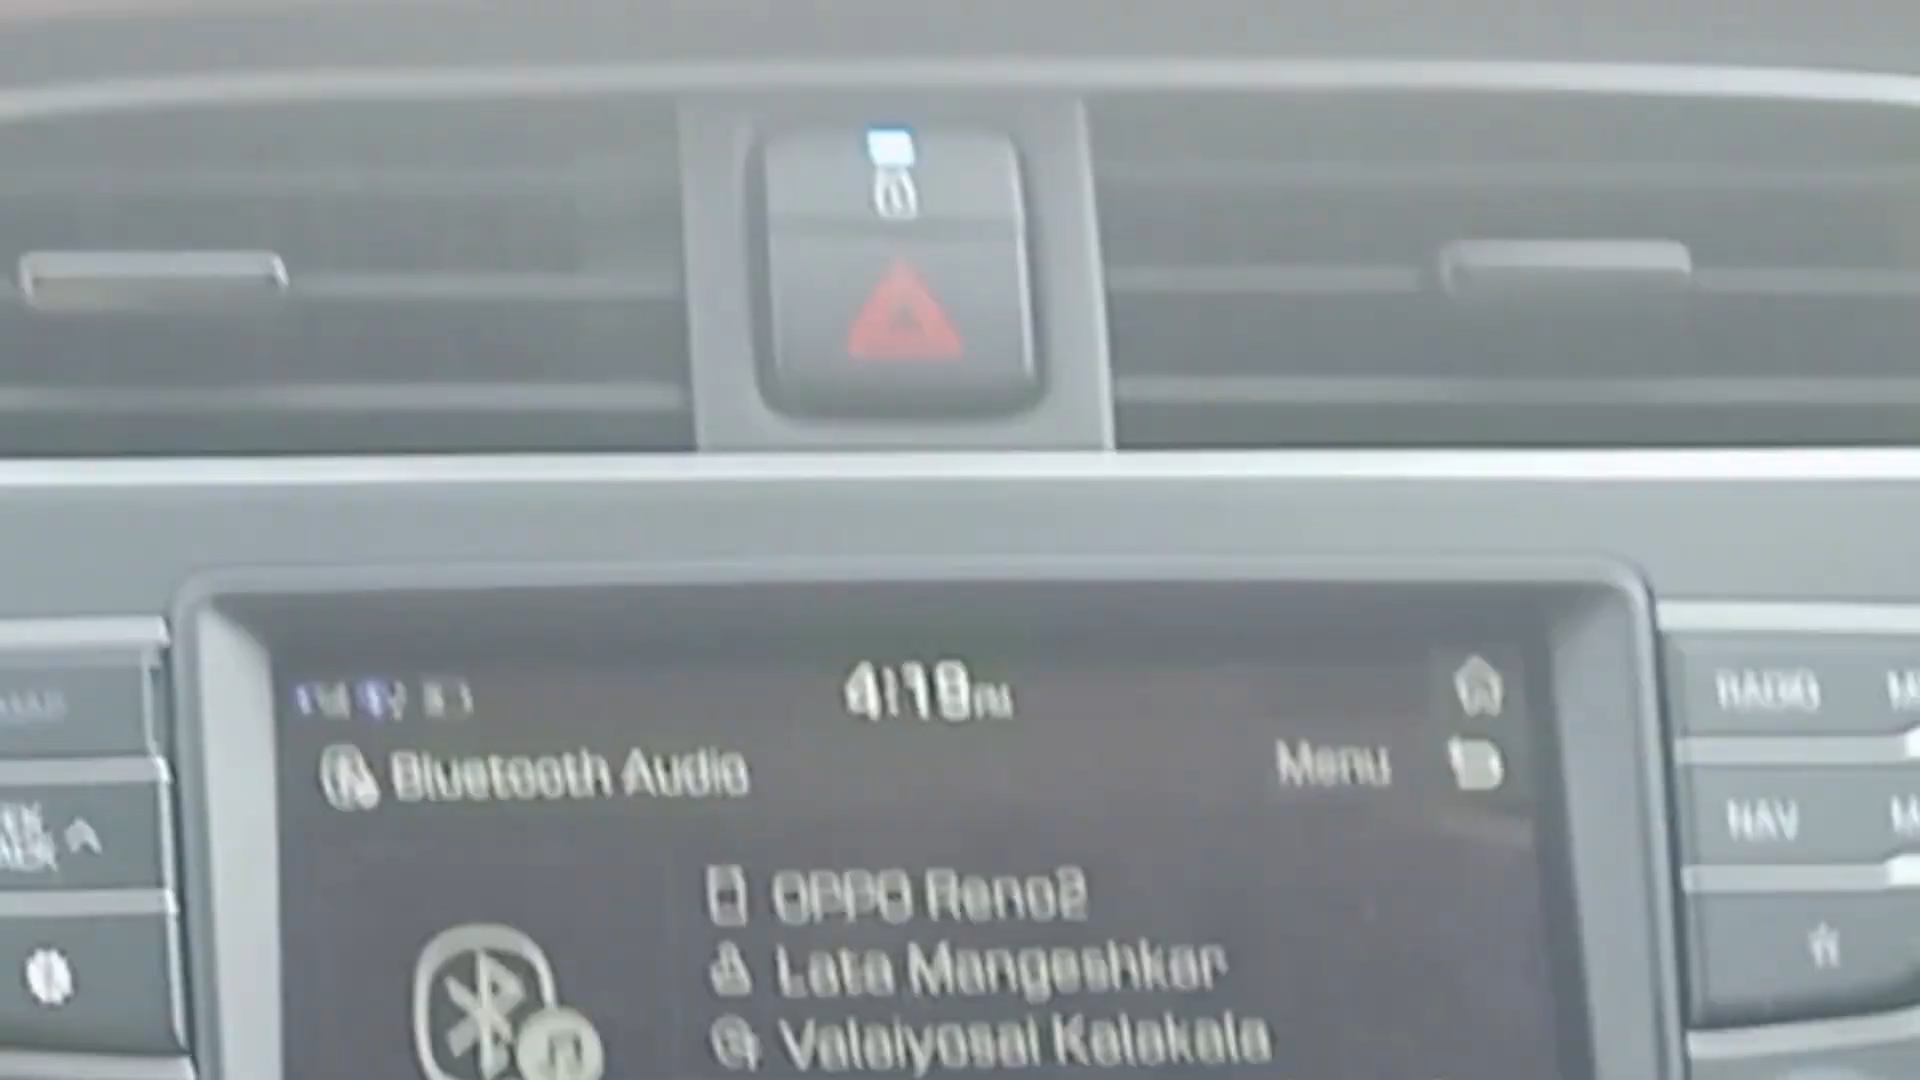 4:19
Bluetooth Audio
Menu
OPPO Reno2
Lata Mangeshkar
Valaiyosai Kalakala
RADIO
NAV